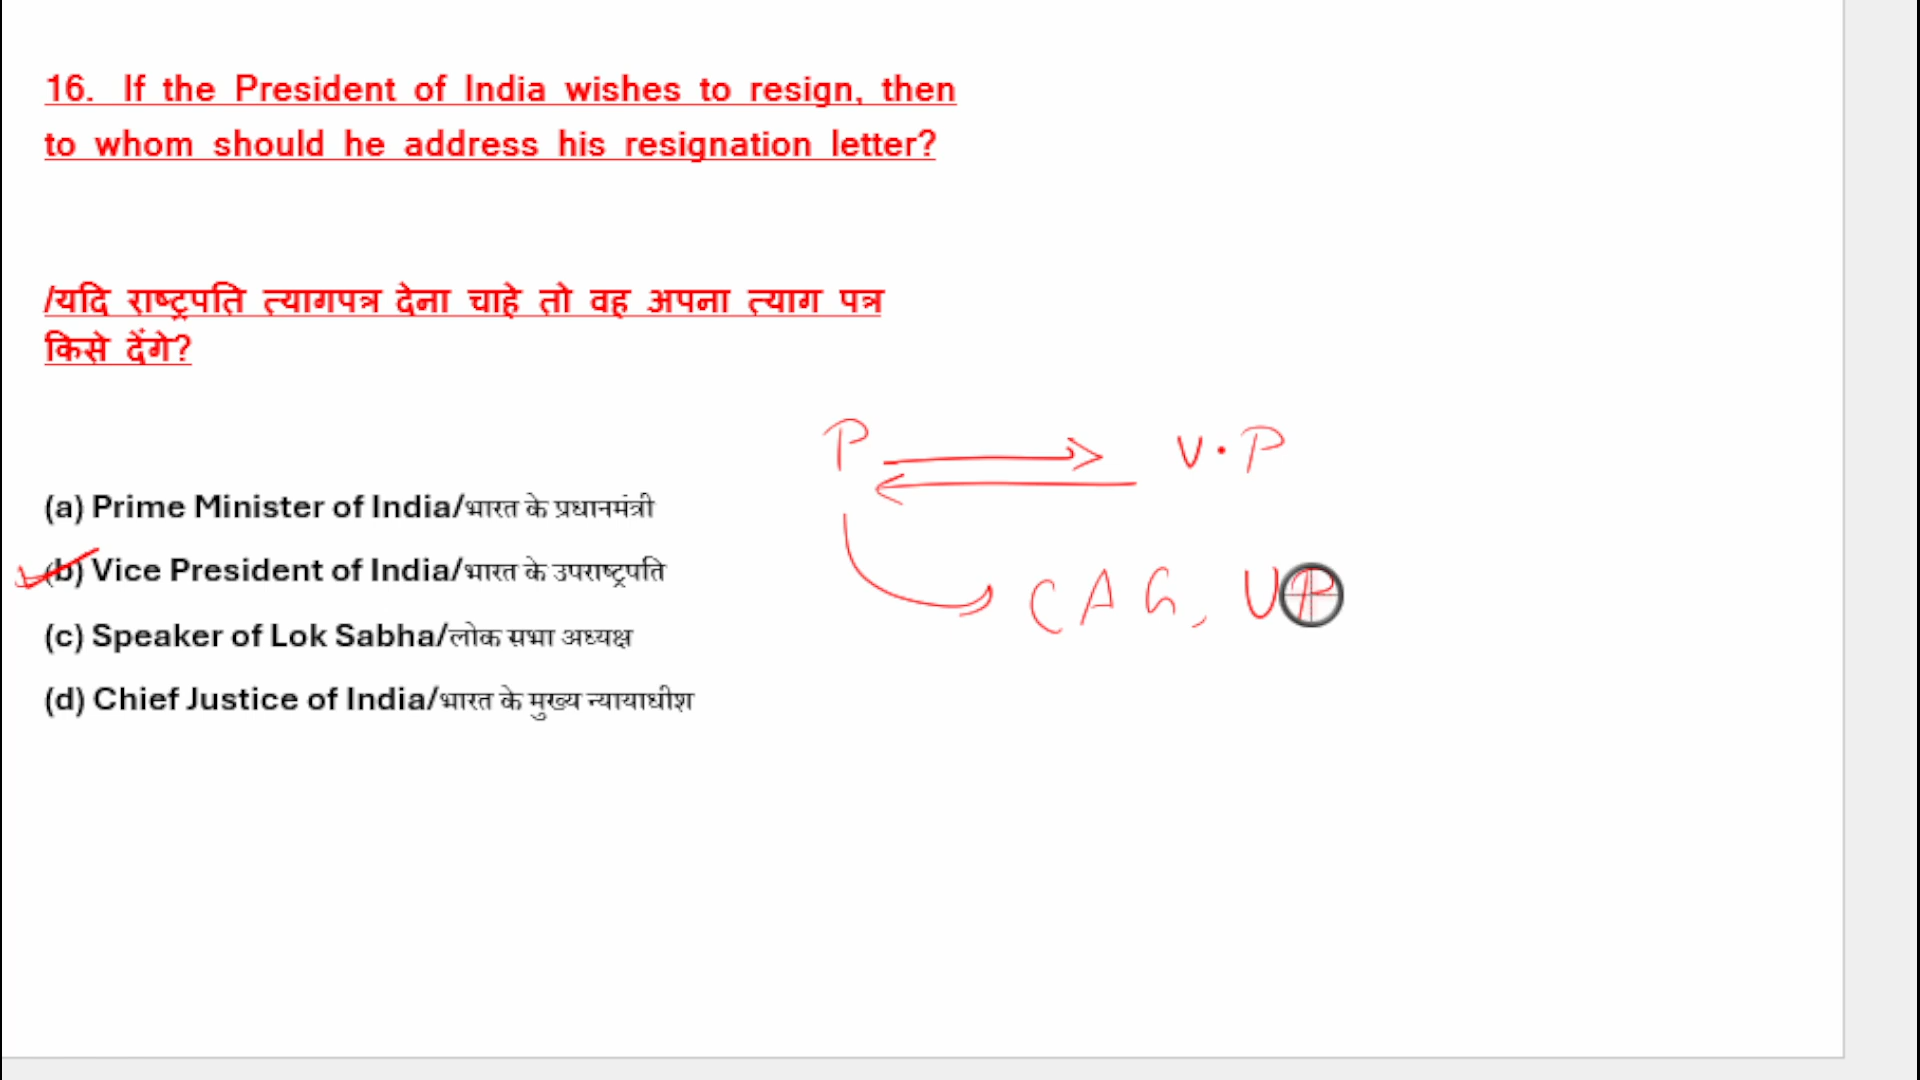 16. If the President of India wishes to resign, then
to whom should he address his resignation letter?
/यदि राष्ट्रपति त्यागपत्र देना चाहे तो वह अपना त्याग पत्र
किसे देंगे?
P V.P
(a) Prime Minister of India/भारत के प्रधानमंत्री
(b) Vice President of India/भारत के उपराष्ट्रपति
CAG, UP
(c) Speaker of Lok Sabha/लोक सभा अध्यक्ष
(d) Chief Justice of India/भारत के मुख्य न्यायाधीश